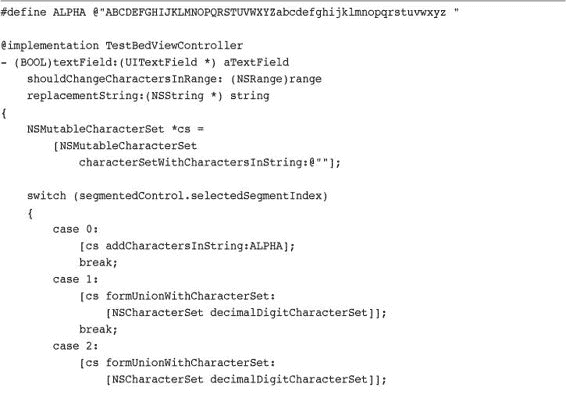 #define ALPHA @"ABCDEFGHIJKLMNOPQRSTUVWXYZabcdefghijklmnopqrstuvwxyz "
@implementation TestBedViewController
- (BOOL)textField:(UITextField *) aTextField
shouldChangeCharactersInRange: (NSRange)range
replacementString:(NSString *) string
{
NSMutableCharacterSet *cs =
[NSMutableCharacterSet
characterSetWithCharactersInString:@""];
switch (segmentedControl.selectedSegmentIndex)
{
case 0:
[cs addCharactersInString:ALPHA];
break;
case 1:
[cs formUnionWithCharacterSet:
[NSCharacterSet decimalDigitCharacterSet]];
break;
case 2:
[cs formUnionWithCharacterSet:
[NSCharacterSet decimalDigitCharacterSet]];